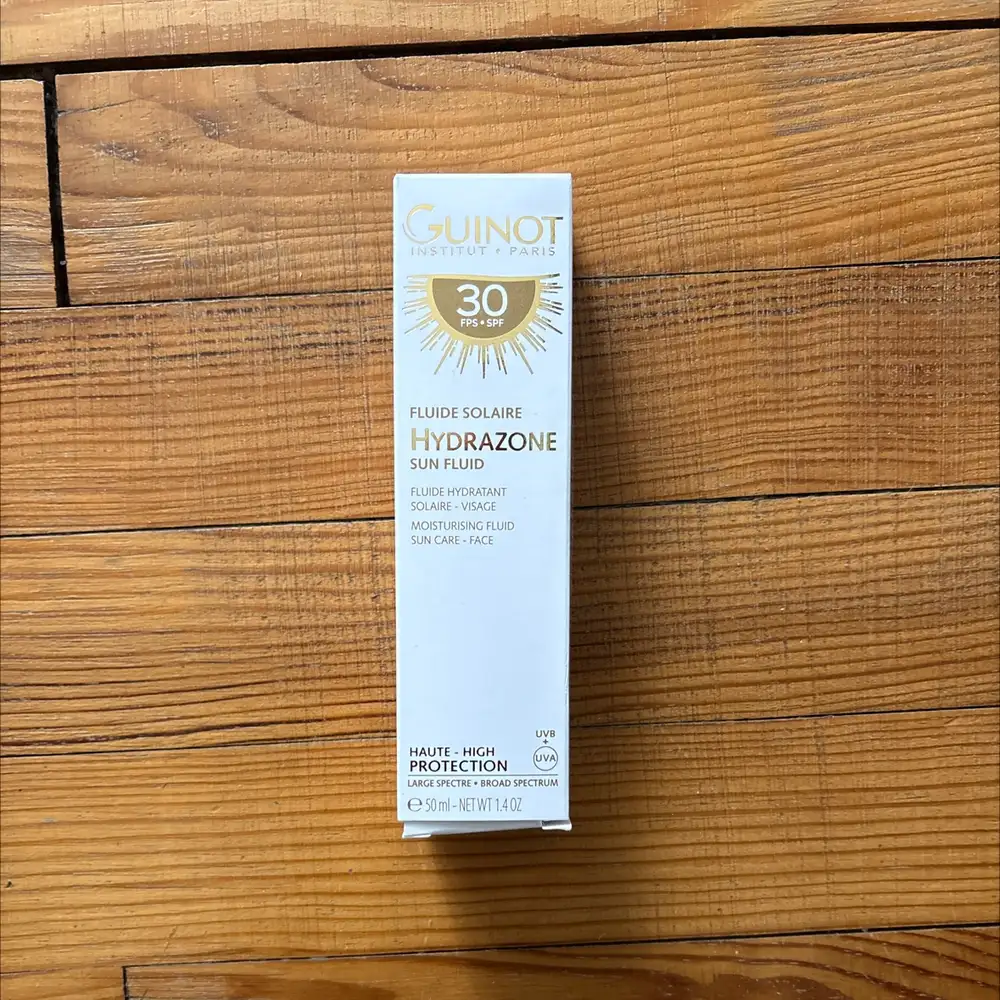 GUINOT
INSTITUT • PARIS
30
FPS • SPF
FLUIDE SOLAIRE
HYDRAZONE
SUN FLUID
FLUIDE HYDRATANT
SOLAIRE - VISAGE
MOISTURISING FLUID
SUN CARE - FACE
UVB
+
UVA
HAUTE - HIGH
PROTECTION
LARGE SPECTRE • BROAD SPECTRUM
℮ 50 ml - NET WT 1.4 OZ